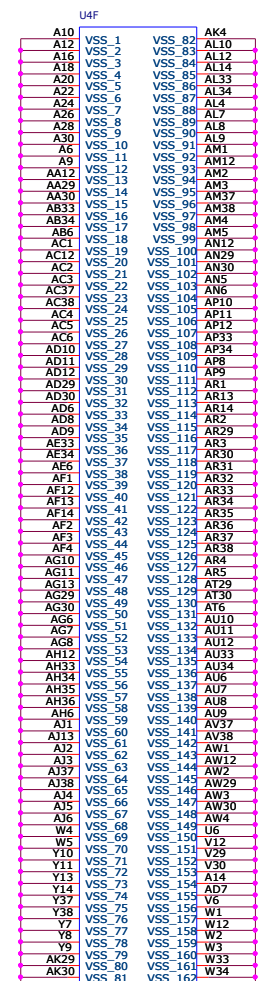 U4F
A10 VSS_1 VSS_82 AK4
A12 VSS_2 VSS_83 AL10
A16 VSS_3 VSS_84 AL12
A18 VSS_4 VSS_85 AL14
A20 VSS_5 VSS_86 AL33
A22 VSS_6 VSS_87 AL34
A24 VSS_7 VSS_88 AL4
A26 VSS_8 VSS_89 AL7
A28 VSS_9 VSS_90 AL8
A30 VSS_10 VSS_91 AL9
A6 VSS_11 VSS_92 AM1
A9 VSS_12 VSS_93 AM12
AA12 VSS_13 VSS_94 AM2
AA29 VSS_14 VSS_95 AM3
AA30 VSS_15 VSS_96 AM37
AB33 VSS_16 VSS_97 AM38
AB34 VSS_17 VSS_98 AM4
AB6 VSS_18 VSS_99 AM5
AC1 VSS_19 VSS_100 AN12
AC12 VSS_20 VSS_101 AN29
AC2 VSS_21 VSS_102 AN30
AC3 VSS_22 VSS_103 AN5
AC37 VSS_23 VSS_104 AN6
AC38 VSS_24 VSS_105 AP10
AC4 VSS_25 VSS_106 AP11
AC5 VSS_26 VSS_107 AP12
AC6 VSS_27 VSS_108 AP33
AD10 VSS_28 VSS_109 AP34
AD11 VSS_29 VSS_110 AP8
AD12 VSS_30 VSS_111 AP9
AD29 VSS_31 VSS_112 AR1
AD30 VSS_32 VSS_113 AR13
AD6 VSS_33 VSS_114 AR14
AD8 VSS_34 VSS_115 AR2
AD9 VSS_35 VSS_116 AR29
AE33 VSS_36 VSS_117 AR3
AE34 VSS_37 VSS_118 AR30
AE6 VSS_38 VSS_119 AR31
AF1 VSS_39 VSS_120 AR32
AF12 VSS_40 VSS_121 AR33
AF13 VSS_41 VSS_122 AR34
AF14 VSS_42 VSS_123 AR35
AF2 VSS_43 VSS_124 AR36
AF3 VSS_44 VSS_125 AR37
AF4 VSS_45 VSS_126 AR38
AG10 VSS_46 VSS_127 AR4
AG11 VSS_47 VSS_128 AR5
AG13 VSS_48 VSS_129 AT29
AG29 VSS_49 VSS_130 AT30
AG30 VSS_50 VSS_131 AT6
AG6 VSS_51 VSS_132 AU10
AG7 VSS_52 VSS_133 AU11
AG8 VSS_53 VSS_134 AU12
AH12 VSS_54 VSS_135 AU33
AH33 VSS_55 VSS_136 AU34
AH34 VSS_56 VSS_137 AU6
AH35 VSS_57 VSS_138 AU7
AH36 VSS_58 VSS_139 AU8
AH6 VSS_59 VSS_140 AU9
AJ1 VSS_60 VSS_141 AV37
AJ13 VSS_61 VSS_142 AV38
AJ2 VSS_62 VSS_143 AW1
AJ3 VSS_63 VSS_144 AW12
AJ37 VSS_64 VSS_145 AW2
AJ38 VSS_65 VSS_146 AW29
AJ4 VSS_66 VSS_147 AW3
AJ5 VSS_67 VSS_148 AW30
AJ6 VSS_68 VSS_149 AW4
W4 VSS_69 VSS_150 U6
W5 VSS_70 VSS_151 V12
Y10 VSS_71 VSS_152 V29
Y11 VSS_72 VSS_153 V30
Y13 VSS_73 VSS_154 A14
Y14 VSS_74 VSS_155 AD7
Y37 VSS_75 VSS_156 V6
Y38 VSS_76 VSS_157 W1
Y7 VSS_77 VSS_158 W12
Y8 VSS_78 VSS_159 W2
Y9 VSS_79 VSS_160 W3
AK29 VSS_80 VSS_161 W33
AK30 VSS_81 VSS_162 W34